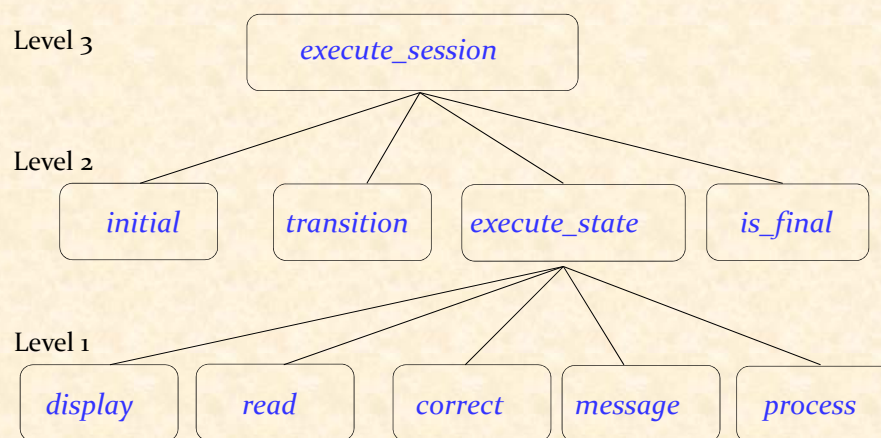 Level 3
execute_session
Level 2
initial transition execute_state is_final
Level 1
display read correct message process